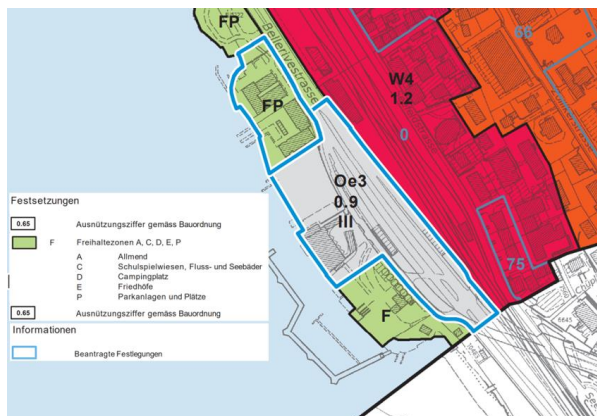 FP
Bellerivestrasse
66
FP
W4
1.2
0
Oe3
0.9
III
75
F
Festsetzungen
0.65 Ausnützungsziffer gemäss Bauordnung
F Freihaltezonen A, C, D, E, P
A Allmend
C Schulspielwiesen, Fluss- und Seebäder
D Campingplatz
E Friedhöfe
P Parkanlagen und Plätze
0.65 Ausnützungsziffer gemäss Bauordnung
Informationen
Beantragte Festlegungen
6645